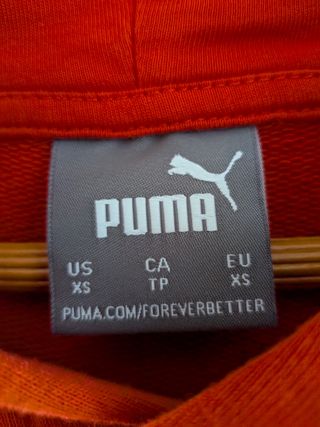 PUMA
US CA EU
XS TP XS
PUMA.COM/FOREVERBETTER